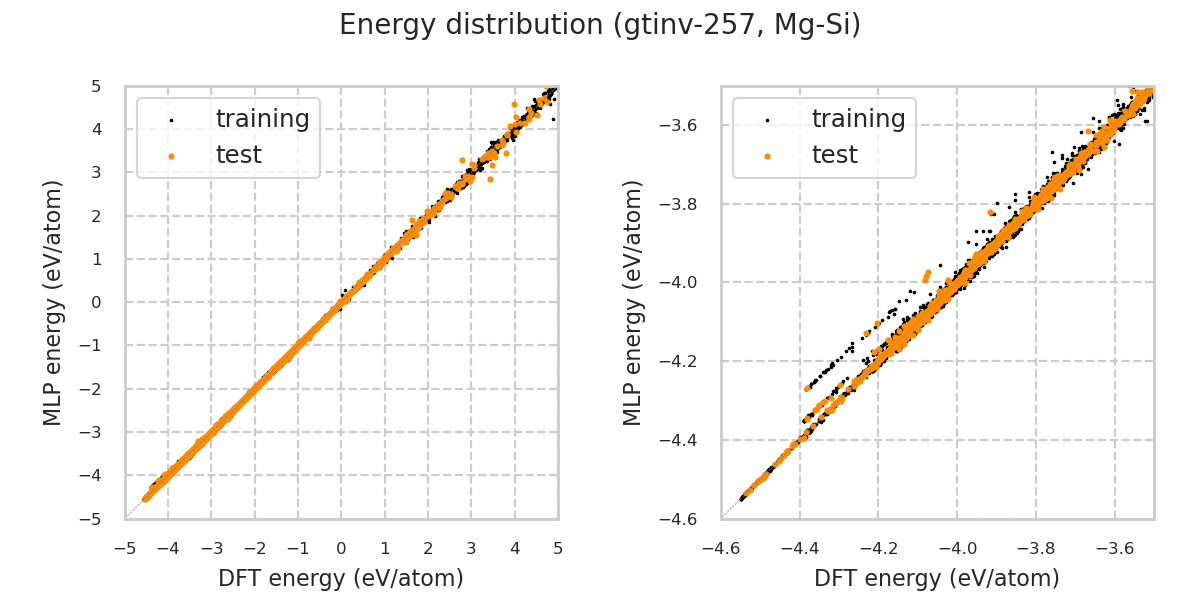 Energy distribution (gtinv-257, Mg-Si)
training
test
MLP energy (eV/atom)
5
4
3
2
1
0
−1
−2
−3
−4
−5
−5 −4 −3 −2 −1 0 1 2 3 4 5
DFT energy (eV/atom)
training
test
MLP energy (eV/atom)
−3.6
−3.8
−4.0
−4.2
−4.4
−4.6
−4.6 −4.4 −4.2 −4.0 −3.8 −3.6
DFT energy (eV/atom)